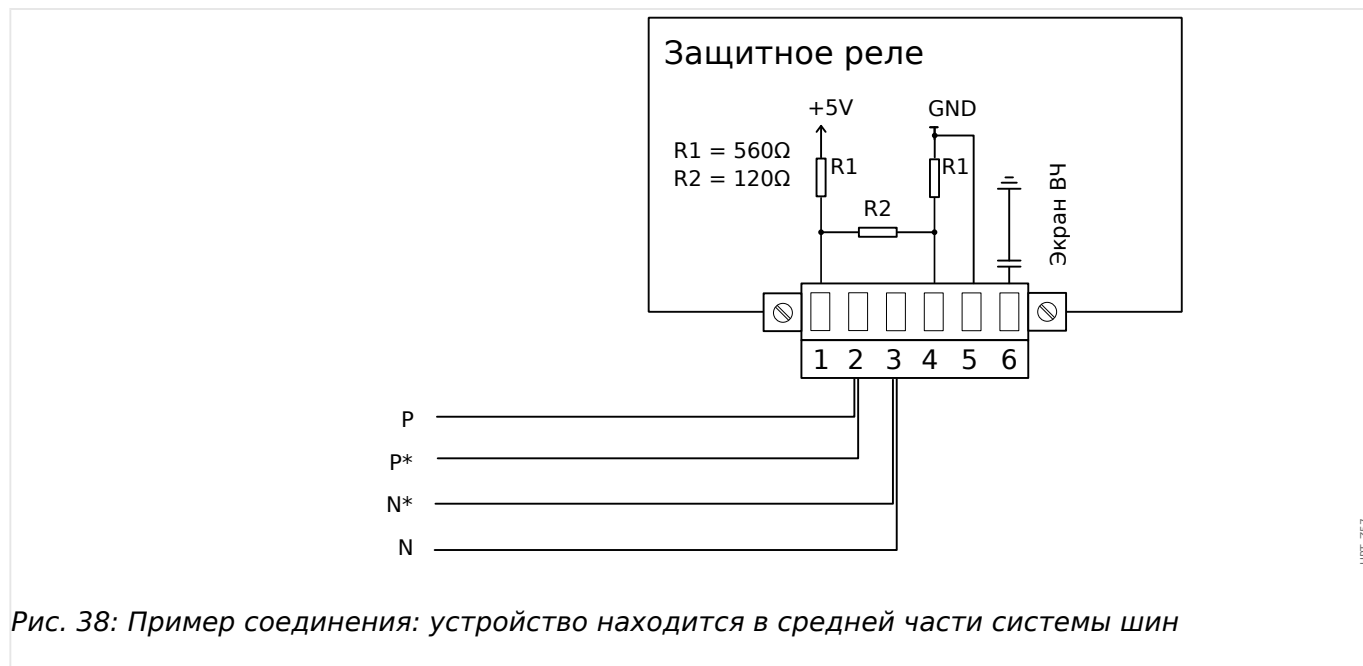 Защитное реле
+5V
GND
R1 = 560Ω
R2 = 120Ω
R1
R1
R2
Экран ВЧ
1 2 3 4 5 6
P
P*
N*
N
Рис. 38: Пример соединения: устройство находится в средней части системы шин